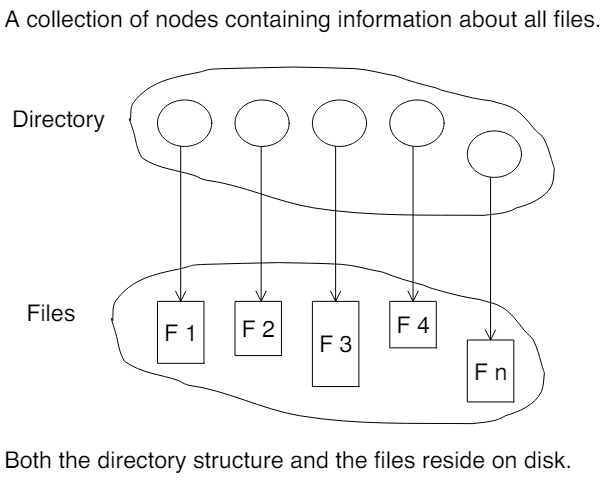 A collection of nodes containing information about all files.
Directory
Files
F 1
F 2
F 3
F 4
F n
Both the directory structure and the files reside on disk.